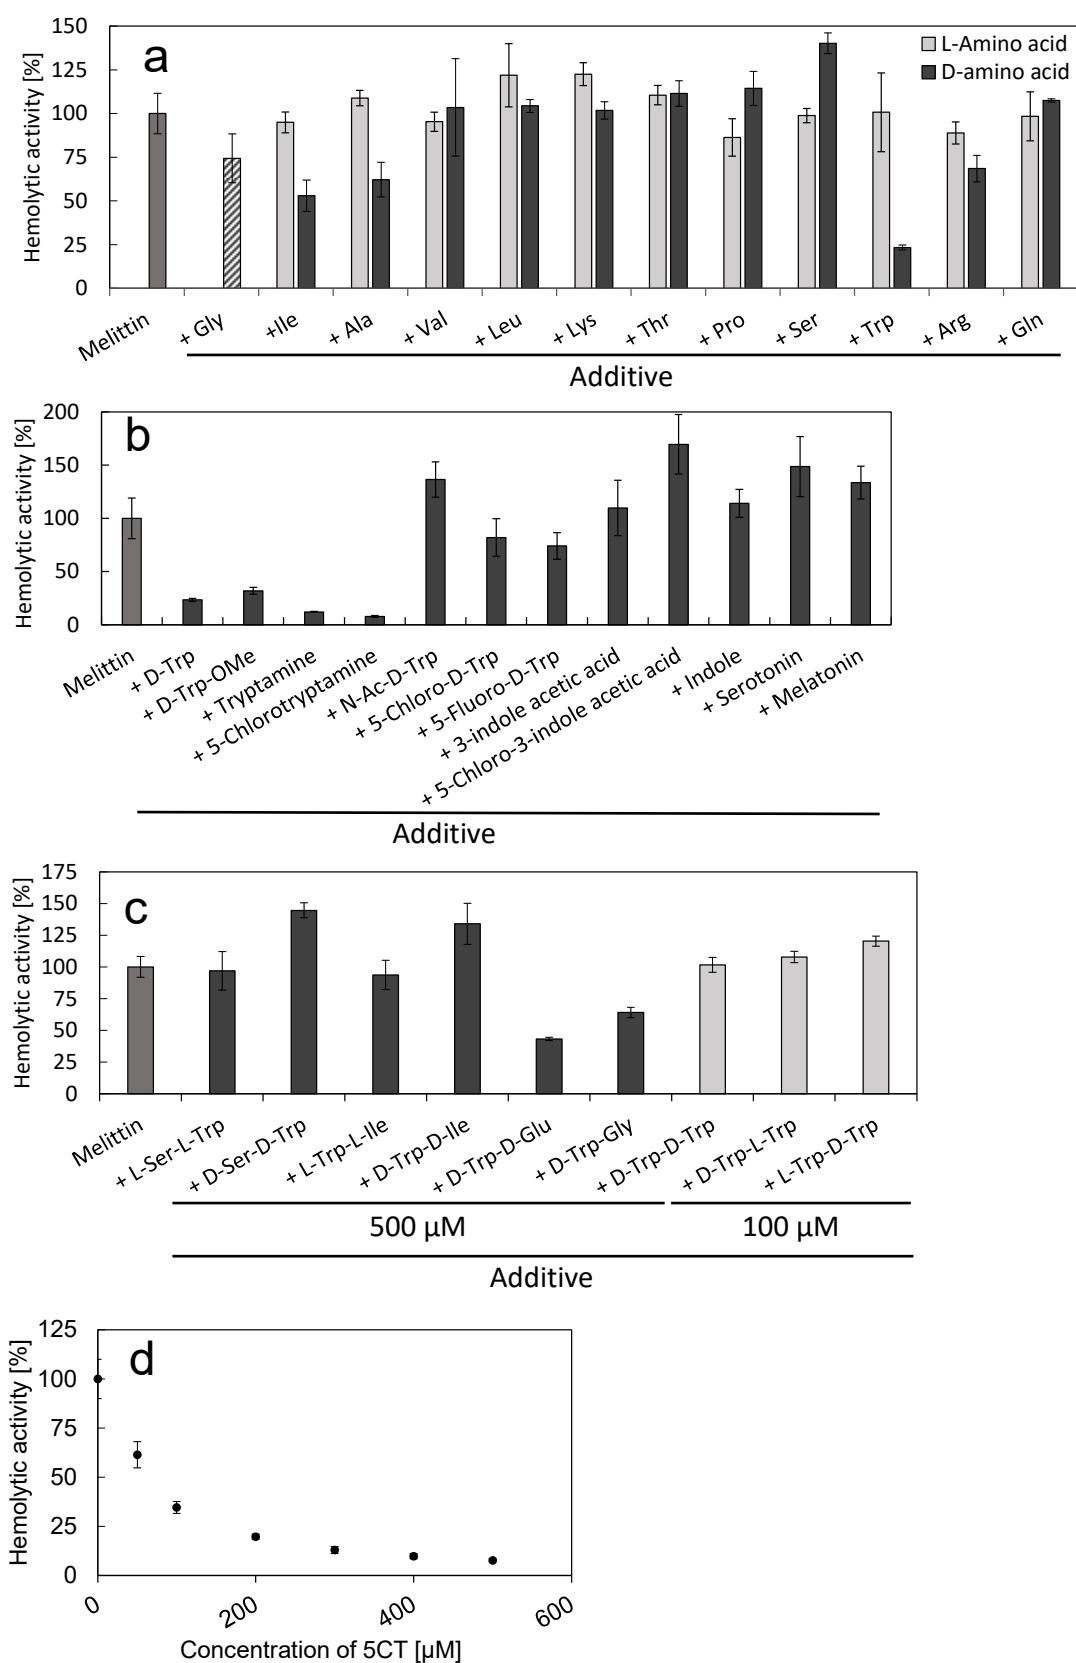 a
L-Amino acid
D-amino acid
Hemolytic activity [%]
150
125
100
75
50
25
0
Melittin
+ Gly
+Ile
+ Ala
+ Val
+ Leu
+ Lys
+ Thr
+ Pro
+ Ser
+ Trp
+ Arg
+ Gln
Additive
b
Hemolytic activity [%]
200
150
100
50
0
Melittin
+ D-Trp
+ D-Trp-OMe
+ Tryptamine
+ 5-Chlorotryptamine
+ N-Ac-D-Trp
+ 5-Chloro-D-Trp
+ 5-Fluoro-D-Trp
+ 3-indole acetic acid
+ 5-Chloro-3-indole acetic acid
+ Indole
+ Serotonin
+ Melatonin
Additive
c
Hemolytic activity [%]
175
150
125
100
75
50
25
0
Melittin
+ L-Ser-L-Trp
+ D-Ser-D-Trp
+ L-Trp-L-Ile
+ D-Trp-D-Ile
+ D-Trp-D-Glu
+ D-Trp-Gly
+ D-Trp-D-Trp
+ D-Trp-L-Trp
+ L-Trp-D-Trp
500 µM
100 µM
Additive
d
Hemolytic activity [%]
125
100
75
50
25
0
0
200
400
600
Concentration of 5CT [µM]